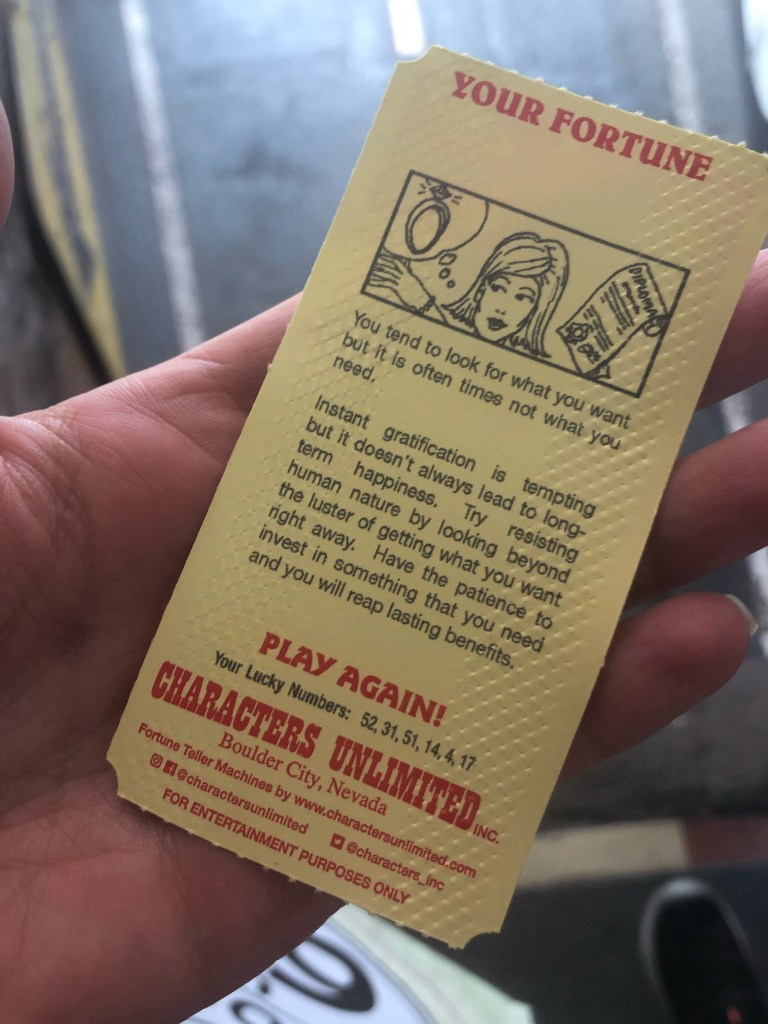 YOUR FORTUNE
DIPLOMA
You tend to look for what you want
but it is often times not what you
need.
Instant gratification is tempting
but it doesn't always lead to long-
term happiness. Try resisting
human nature by looking beyond
the luster of getting what you want
right away. Have the patience to
invest in something that you need
and you will reap lasting benefits.
PLAY AGAIN!
Your Lucky Numbers: 52, 31, 51, 14, 4, 17
CHARACTERS UNLIMITED INC.
Boulder City, Nevada
Fortune Teller Machines by www.charactersunlimited.com
@charactersunlimited @characters_inc
FOR ENTERTAINMENT PURPOSES ONLY